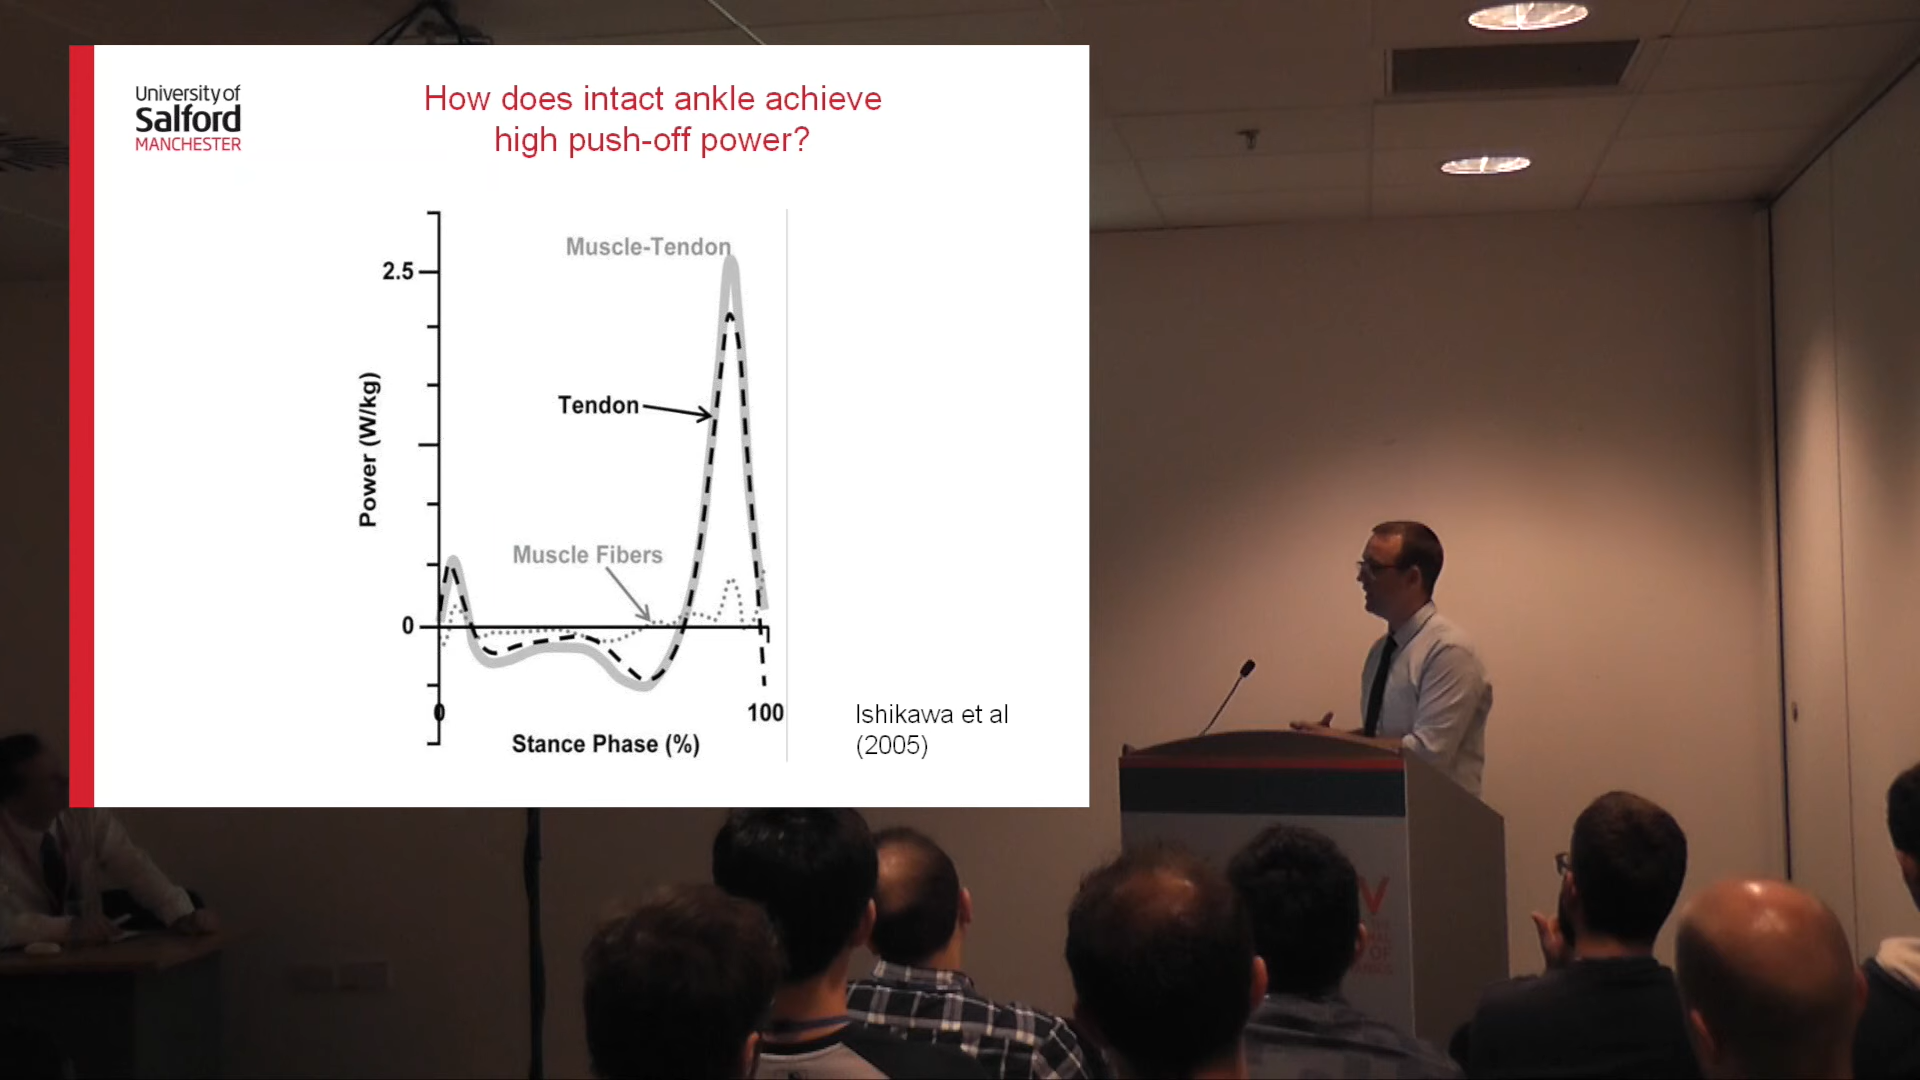 University of
Salford
MANCHESTER
How does intact ankle achieve
high push-off power?
Muscle-Tendon
2.5
Tendon
Power (W/kg)
Muscle Fibers
0
0
100
Stance Phase (%)
Ishikawa et al
(2005)